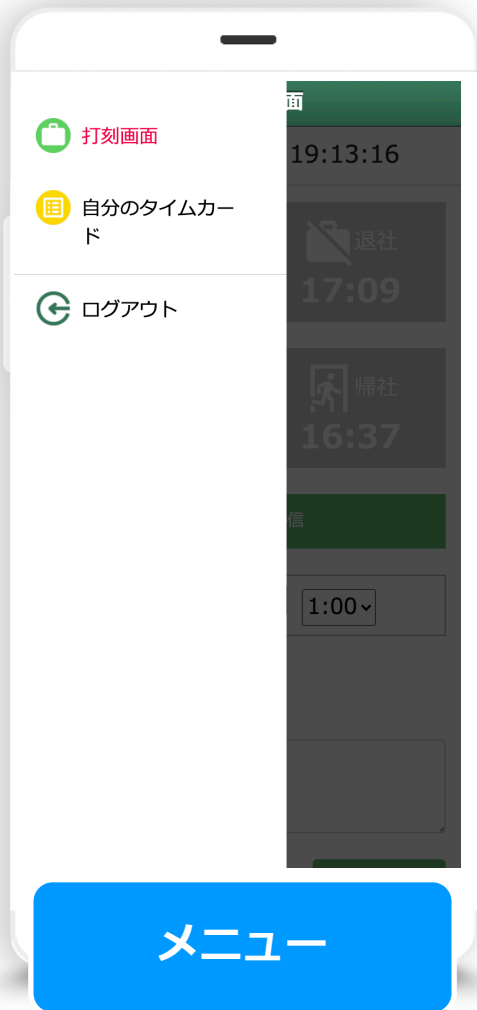 面
打刻画面
19:13:16
自分のタイムカー
ド
退社
17:09
ログアウト
帰社
16:37
信
1:00
メニュー